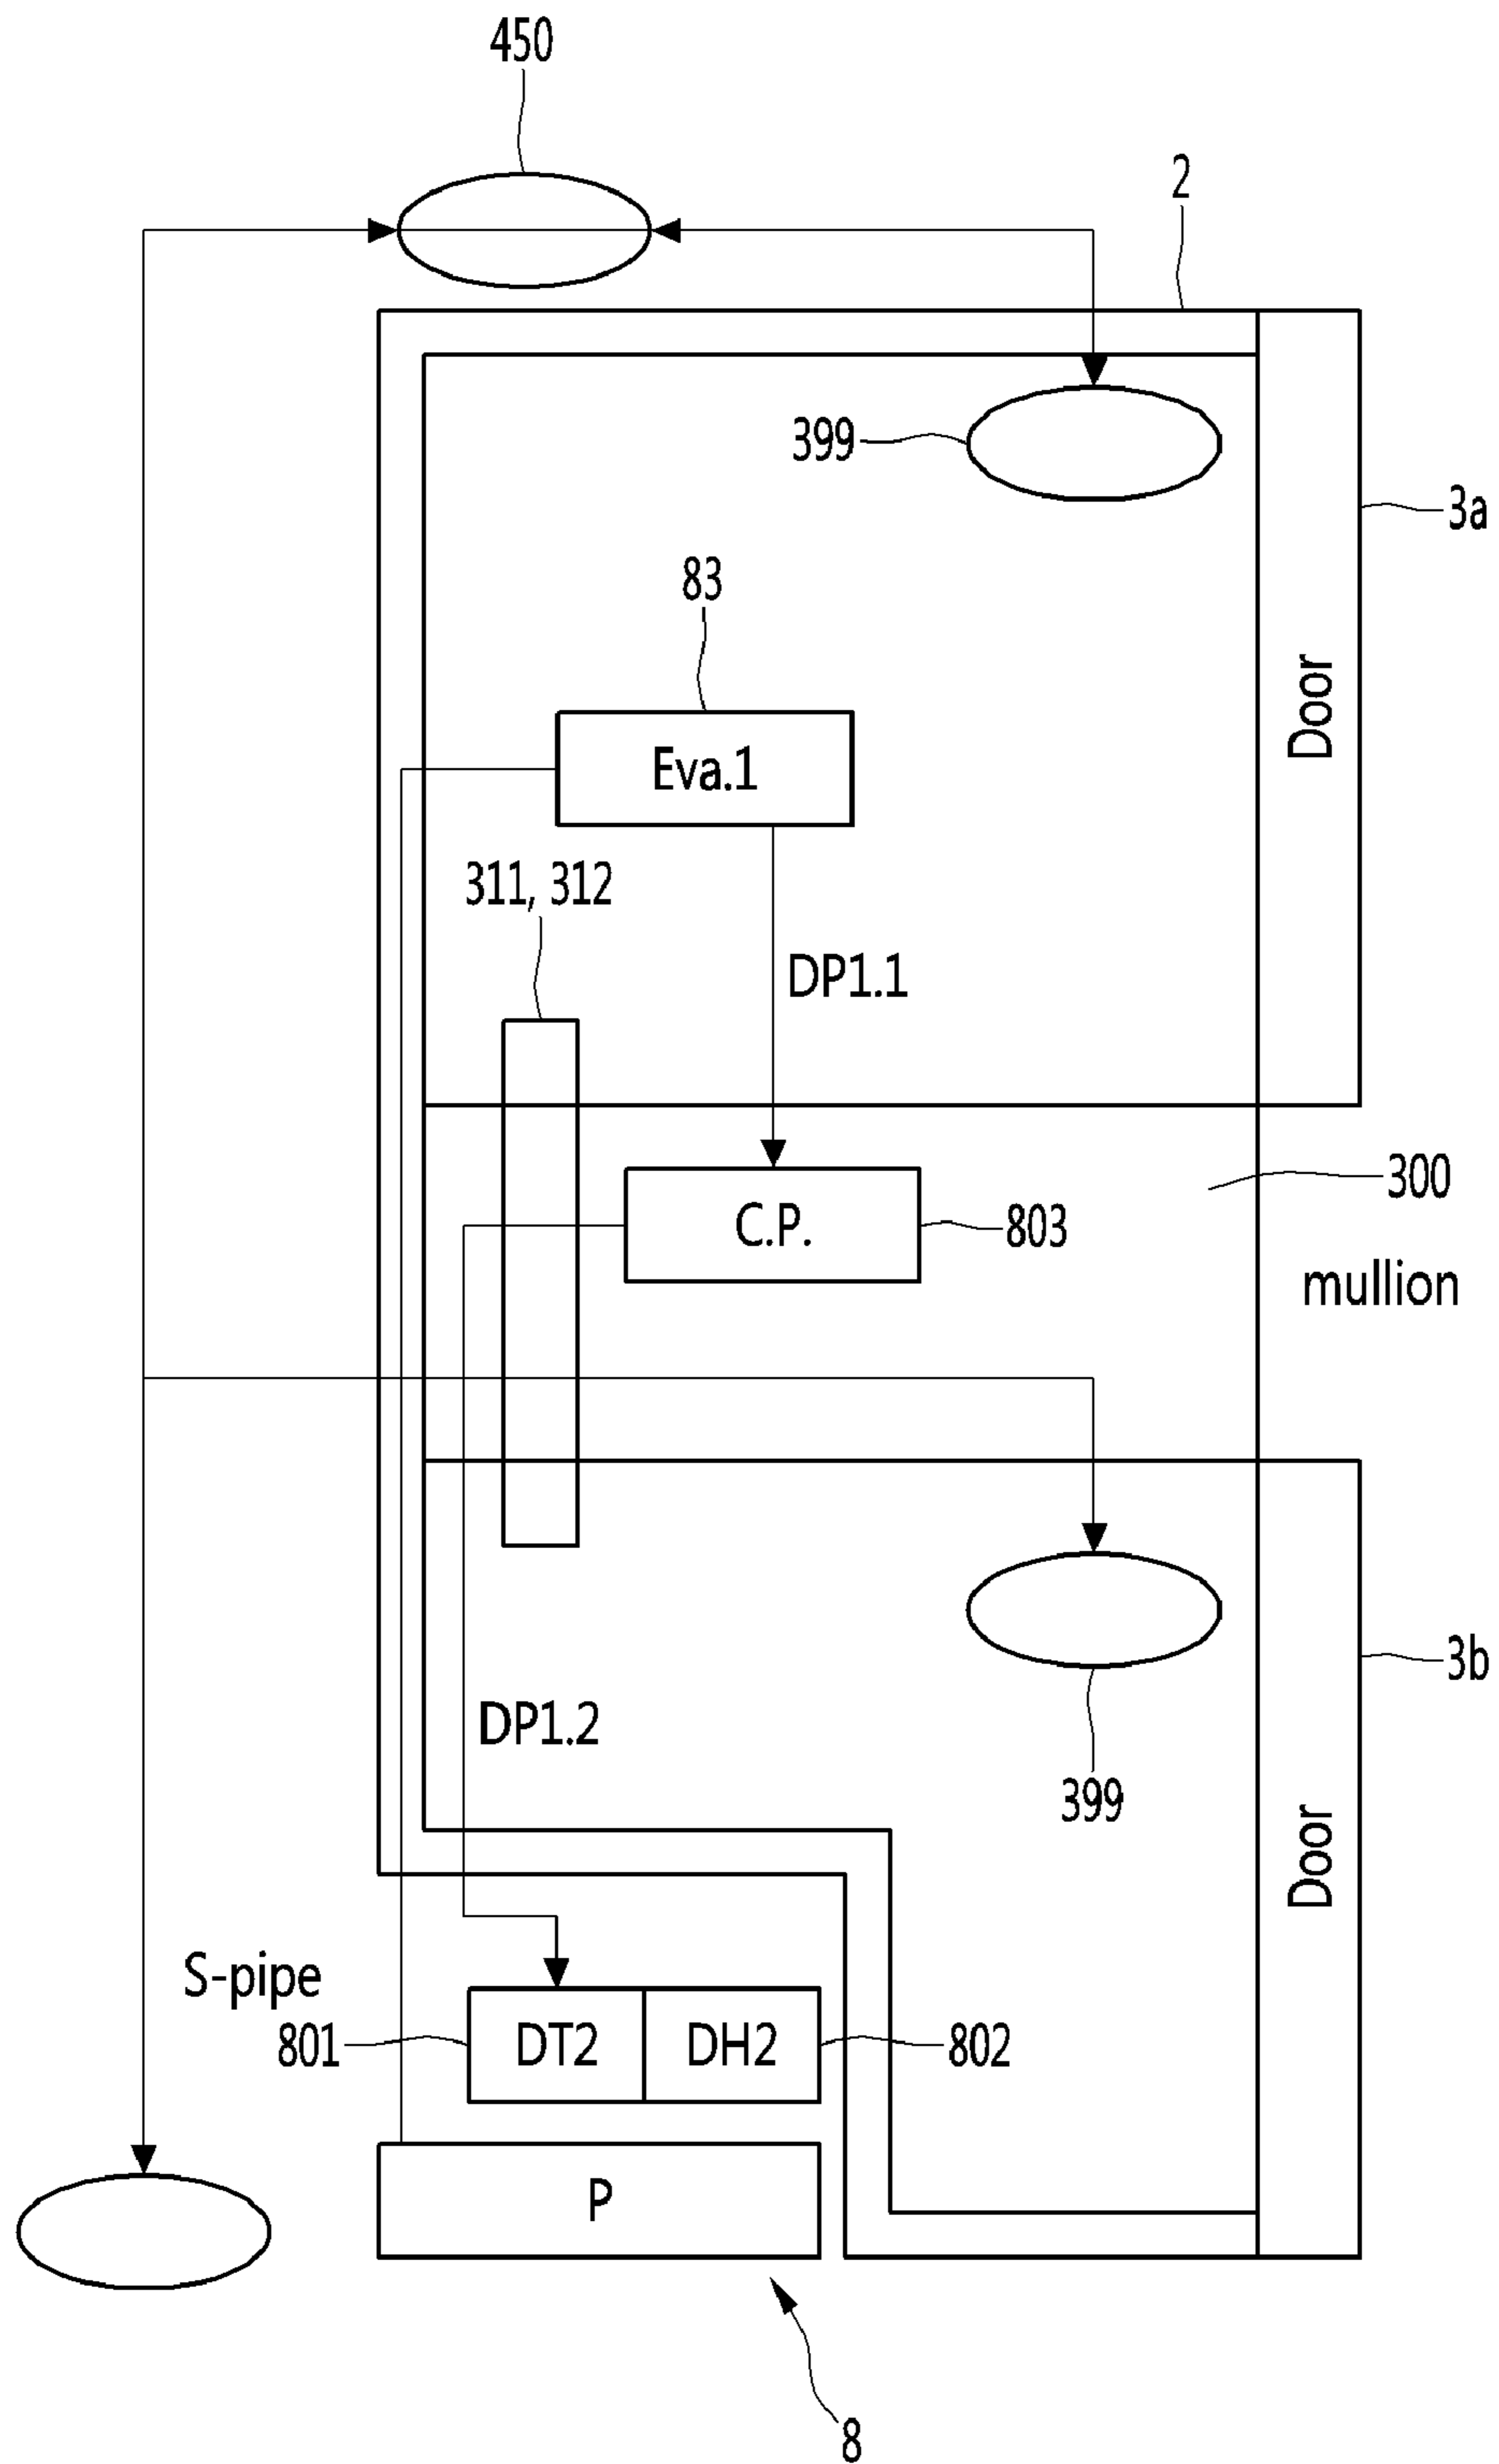 450
2
399
3a
83
Door
Eva.1
311, 312
DP1.1
300
C.P.
803
mullion
3b
DP1.2
399
Door
S-pipe
801
DT2
DH2
802
P
8